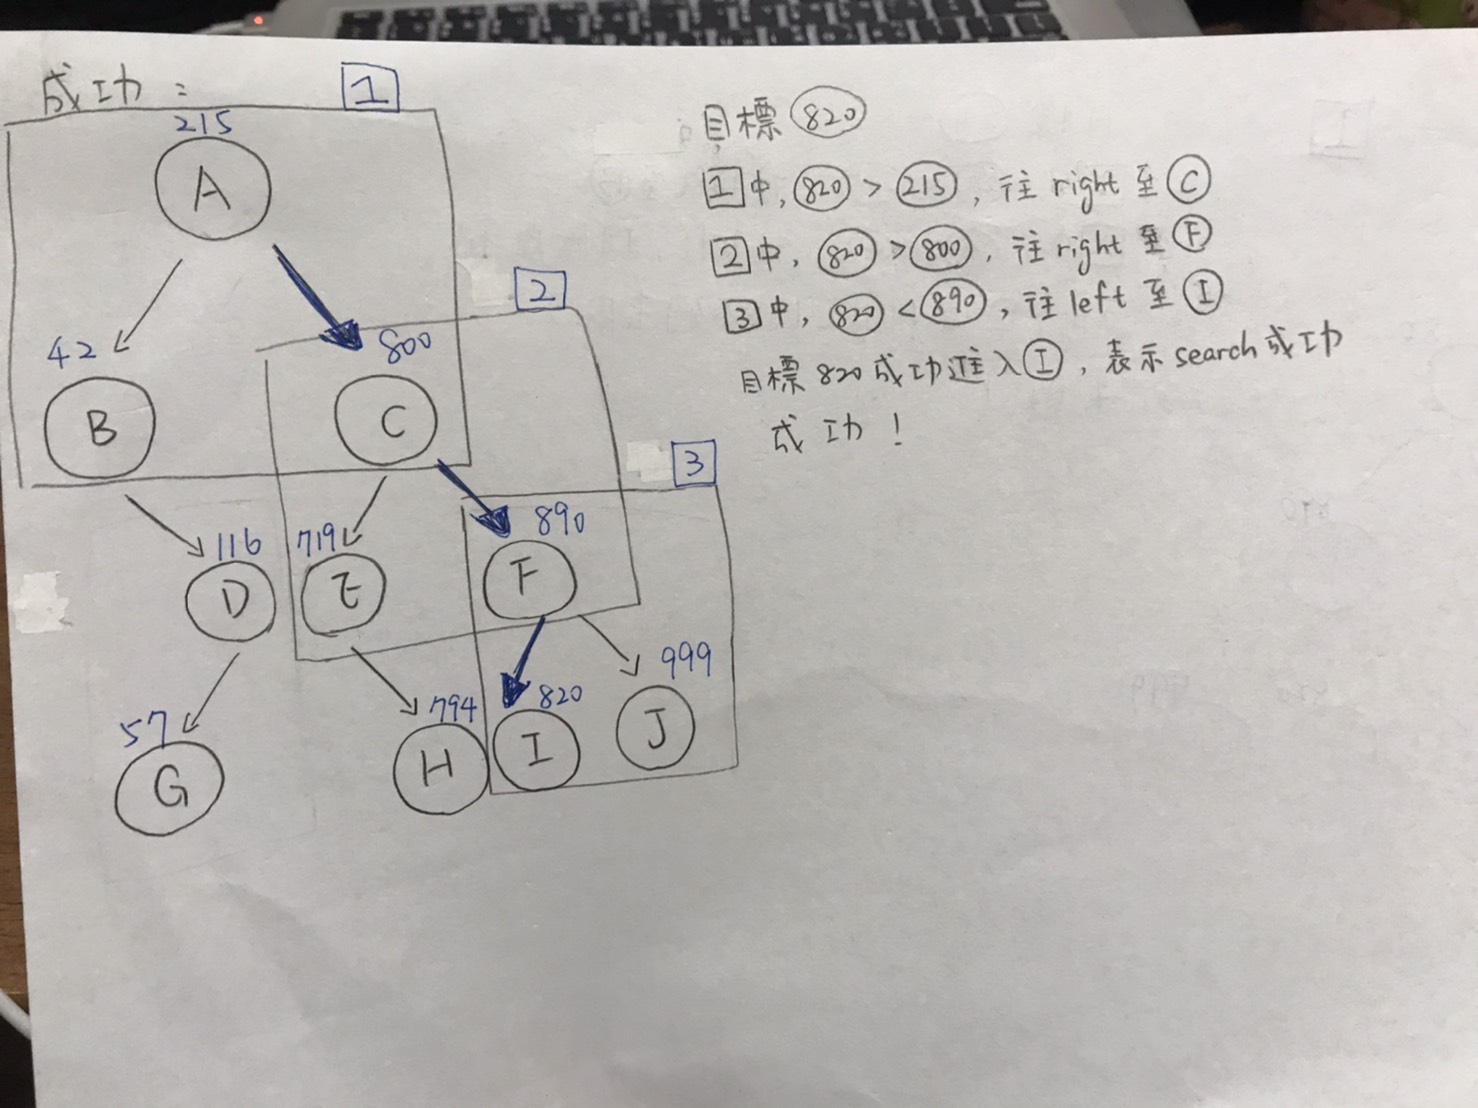 成功：
1
215
A
2
42
800
B
C
3
116
719
890
D
E
F
999
57
794
820
G
H
I
J
目標 820
1中, 820 > 215 , 往 right 至 C
2中, 820 > 800 , 往 right 至 F
3中, 820 < 890 , 往 left 至 I
目標 820 成功進入 I , 表示 search 成功
成功 !